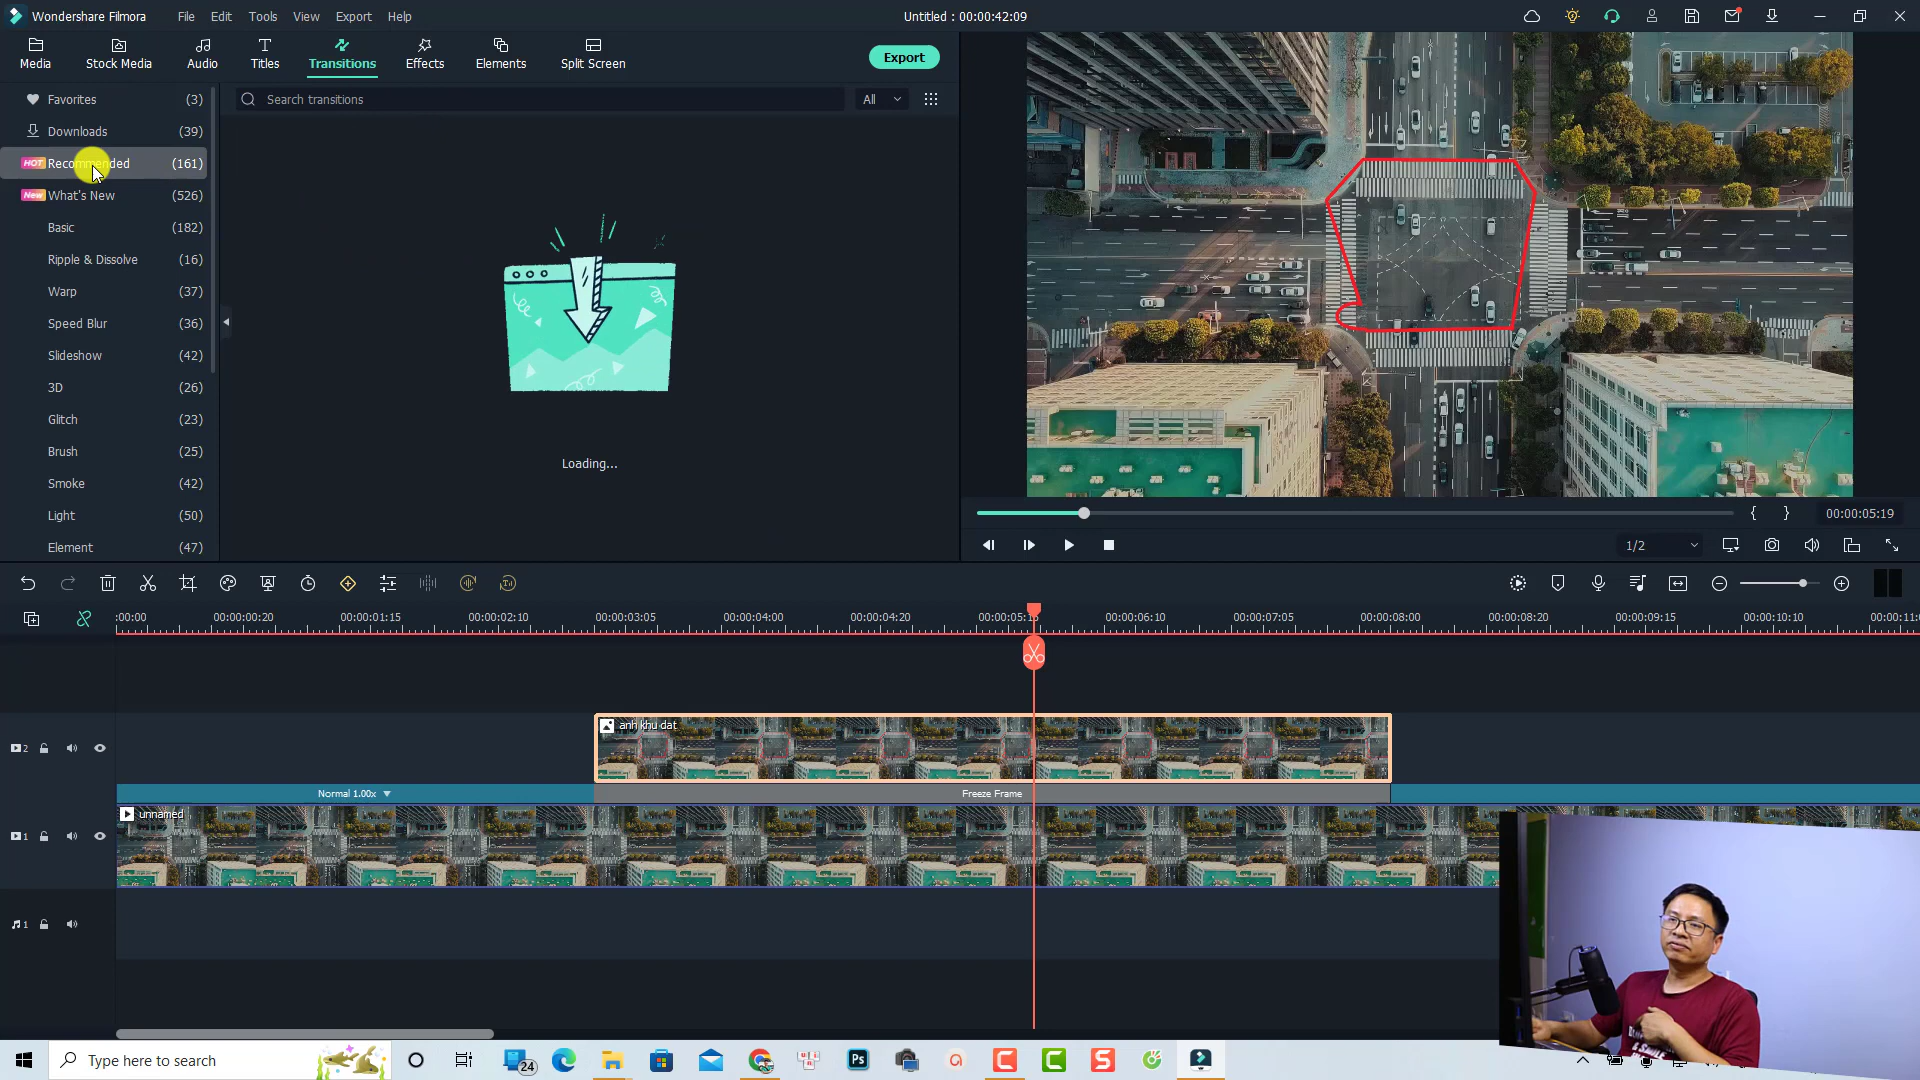 Wondershare Filmora
File Edit Tools View Export Help
Untitled : 00:00:42:09
Media Stock Media Audio Titles Transitions Effects Elements Split Screen
Export
Favorites (3)
Downloads (39)
HOT Recommended (161)
New What's New (526)
Basic (182)
Ripple & Dissolve (16)
Warp (37)
Speed Blur (36)
Slideshow (42)
3D (26)
Glitch (23)
Brush (25)
Smoke (42)
Light (50)
Element (47)
Search transitions
All
Loading...
00:00:05:19
1/2
:00:00 00:00:00:20 00:00:01:15 00:00:02:10 00:00:03:05 00:00:04:00 00:00:04:20 00:00:05:1 00:00:06:10 00:00:07:05 00:00:08:00 00:00:08:20 00:00:09:15 00:00:10:10 00:00:11:0
anh khu dat
2
Normal 1.00x
Freeze Frame
unnamed
1
1
Type here to search
24
Ps